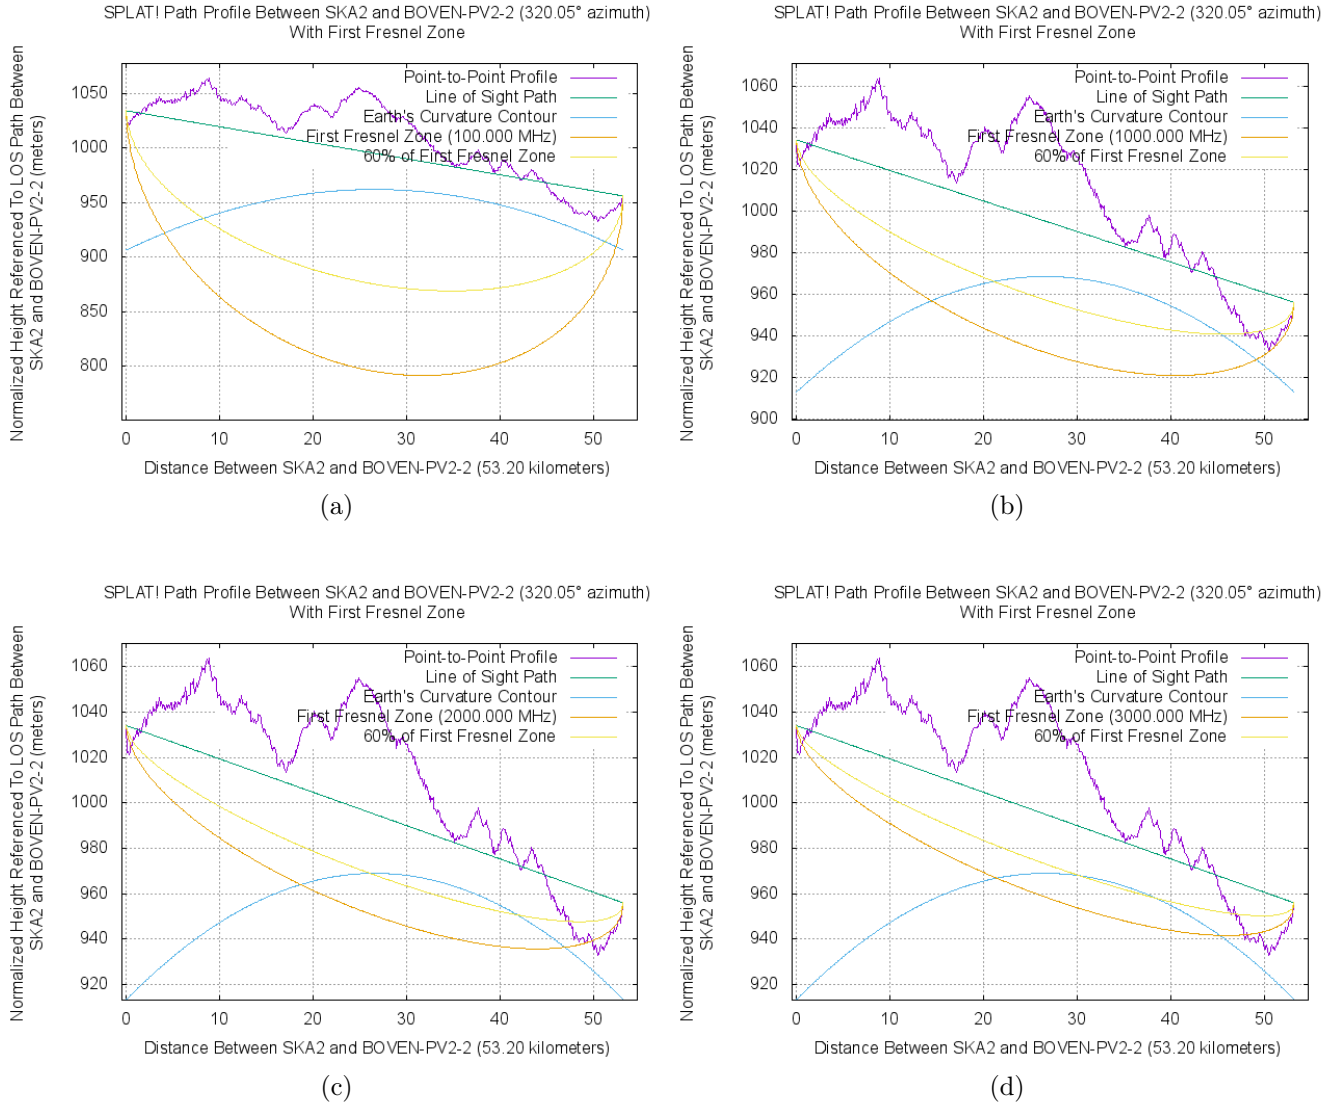 SPLAT! Path Profile Between SKA2 and BOVEN-PV2-2 (320.05° azimuth)
With First Fresnel Zone
Normalized Height Referenced To LOS Path Between
SKA2 and BOVEN-PV2-2 (meters)
1050
1000
950
900
850
800
Point-to-Point Profile
Line of Sight Path
Earth's Curvature Contour
First Fresnel Zone (100.000 MHz)
60% of First Fresnel Zone
0 10 20 30 40 50
Distance Between SKA2 and BOVEN-PV2-2 (53.20 kilometers)
(a)
SPLAT! Path Profile Between SKA2 and BOVEN-PV2-2 (320.05° azimuth)
With First Fresnel Zone
Normalized Height Referenced To LOS Path Between
SKA2 and BOVEN-PV2-2 (meters)
1060
1040
1020
1000
980
960
940
920
900
Point-to-Point Profile
Line of Sight Path
Earth's Curvature Contour
First Fresnel Zone (1000.000 MHz)
60% of First Fresnel Zone
0 10 20 30 40 50
Distance Between SKA2 and BOVEN-PV2-2 (53.20 kilometers)
(b)
SPLAT! Path Profile Between SKA2 and BOVEN-PV2-2 (320.05° azimuth)
With First Fresnel Zone
Normalized Height Referenced To LOS Path Between
SKA2 and BOVEN-PV2-2 (meters)
1060
1040
1020
1000
980
960
940
920
Point-to-Point Profile
Line of Sight Path
Earth's Curvature Contour
First Fresnel Zone (2000.000 MHz)
60% of First Fresnel Zone
0 10 20 30 40 50
Distance Between SKA2 and BOVEN-PV2-2 (53.20 kilometers)
(c)
SPLAT! Path Profile Between SKA2 and BOVEN-PV2-2 (320.05° azimuth)
With First Fresnel Zone
Normalized Height Referenced To LOS Path Between
SKA2 and BOVEN-PV2-2 (meters)
1060
1040
1020
1000
980
960
940
920
Point-to-Point Profile
Line of Sight Path
Earth's Curvature Contour
First Fresnel Zone (3000.000 MHz)
60% of First Fresnel Zone
0 10 20 30 40 50
Distance Between SKA2 and BOVEN-PV2-2 (53.20 kilometers)
(d)